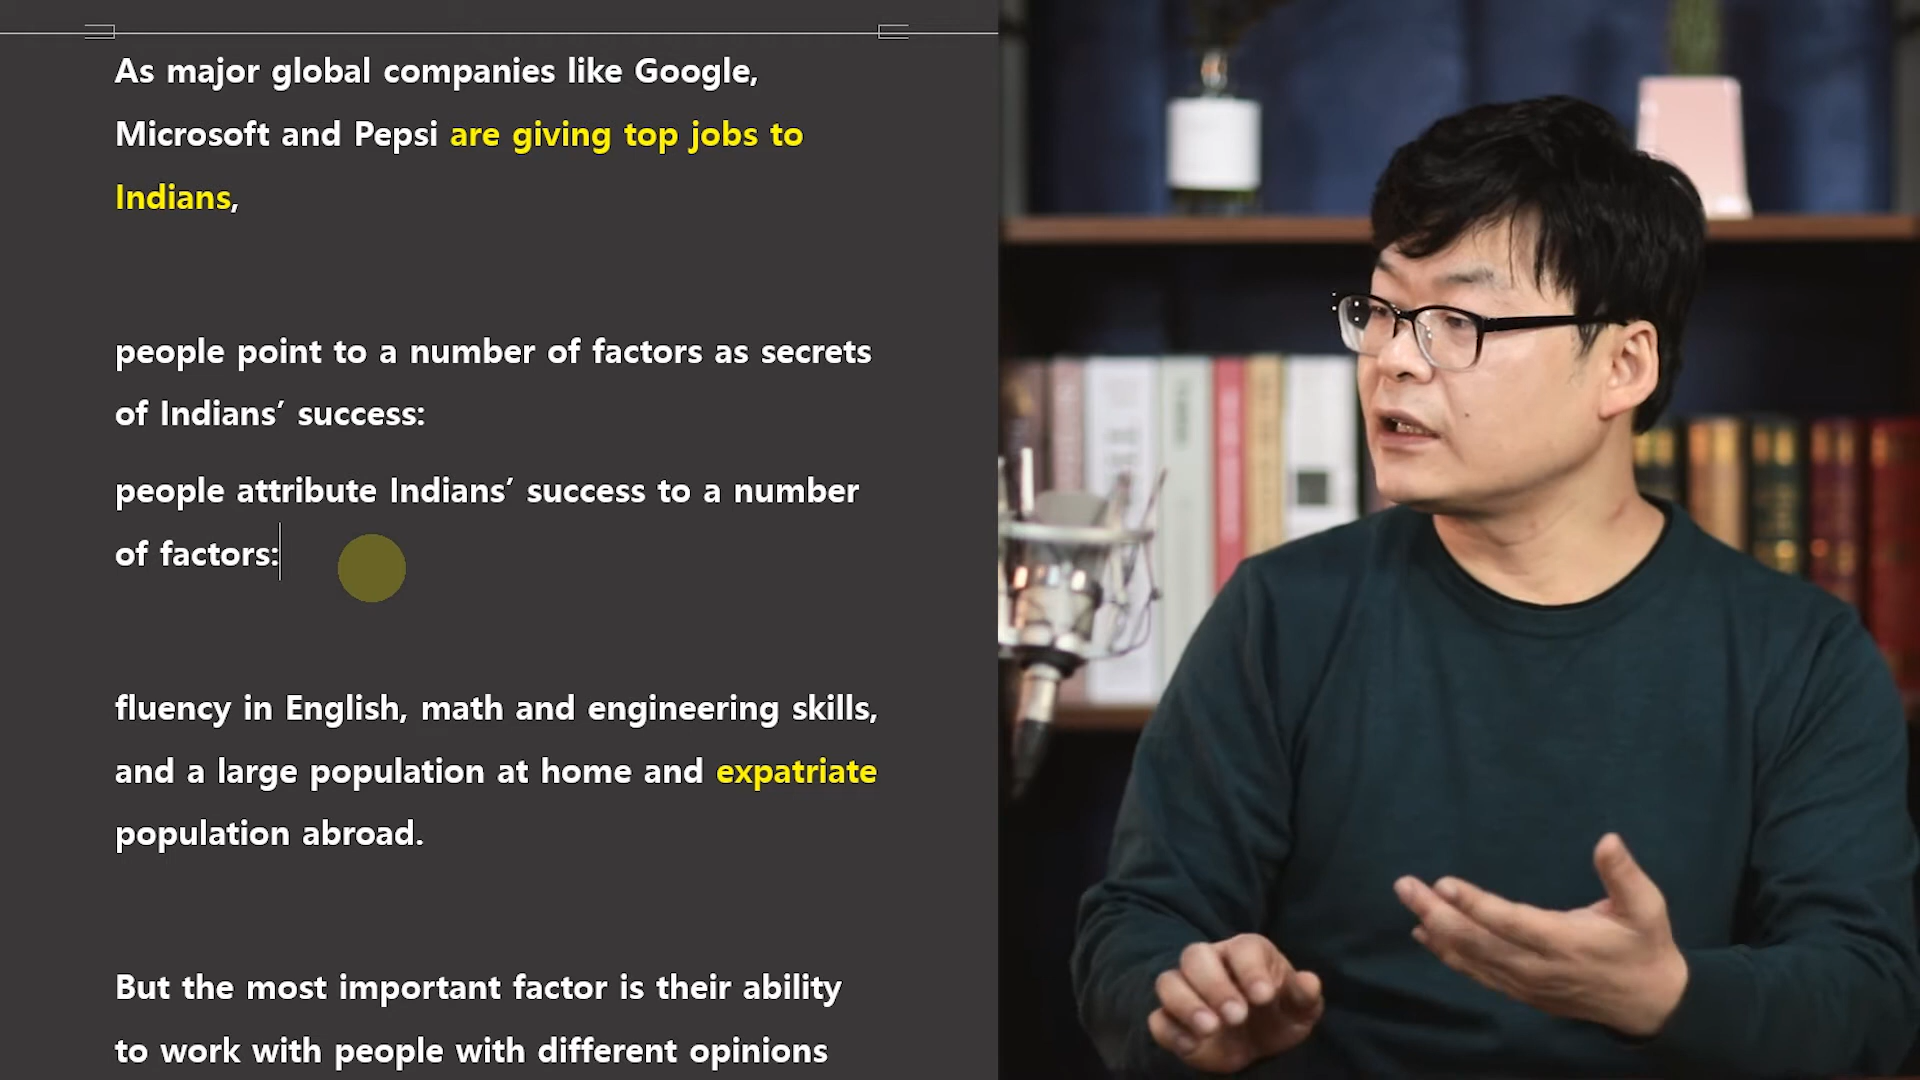 As major global companies like Google,
Microsoft and Pepsi are giving top jobs to
Indians,
people point to a number of factors as secrets
of Indians’ success:
people attribute Indians’ success to a number
of factors:
fluency in English, math and engineering skills,
and a large population at home and expatriate
population abroad.
But the most important factor is their ability
to work with people with different opinions